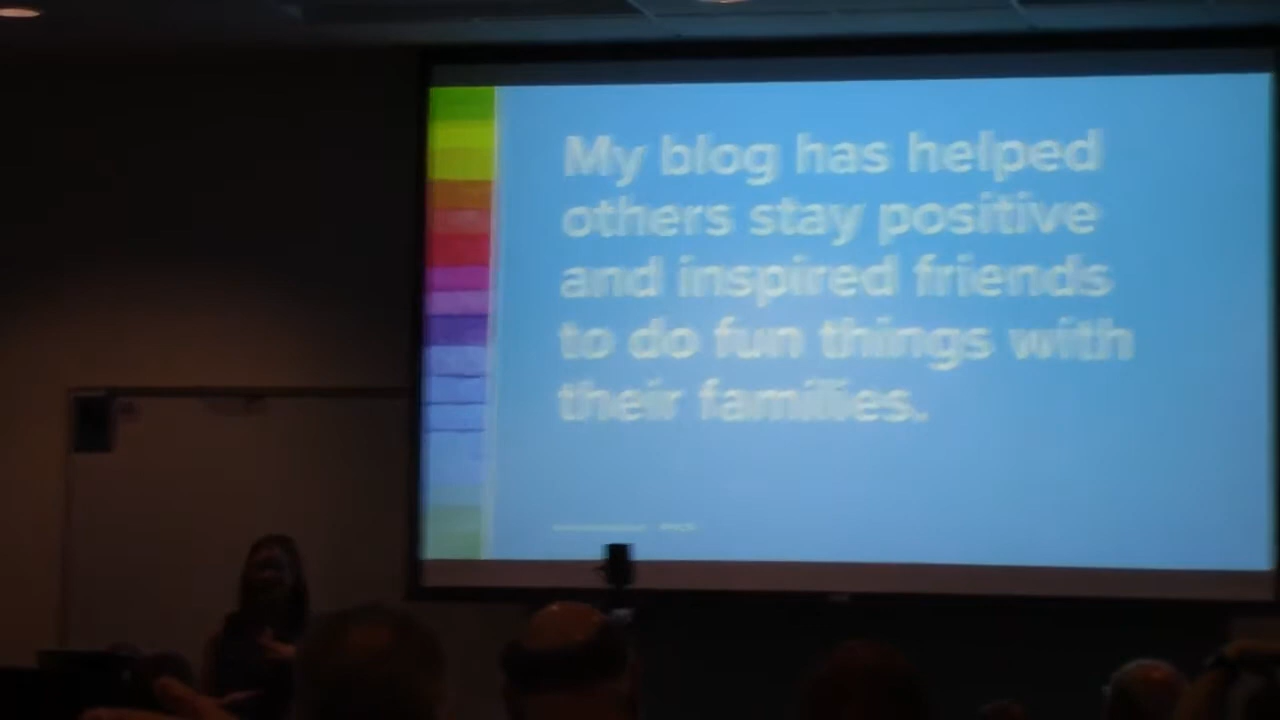 My blog has helped
others stay positive
and inspired friends
to do fun things with
their families.